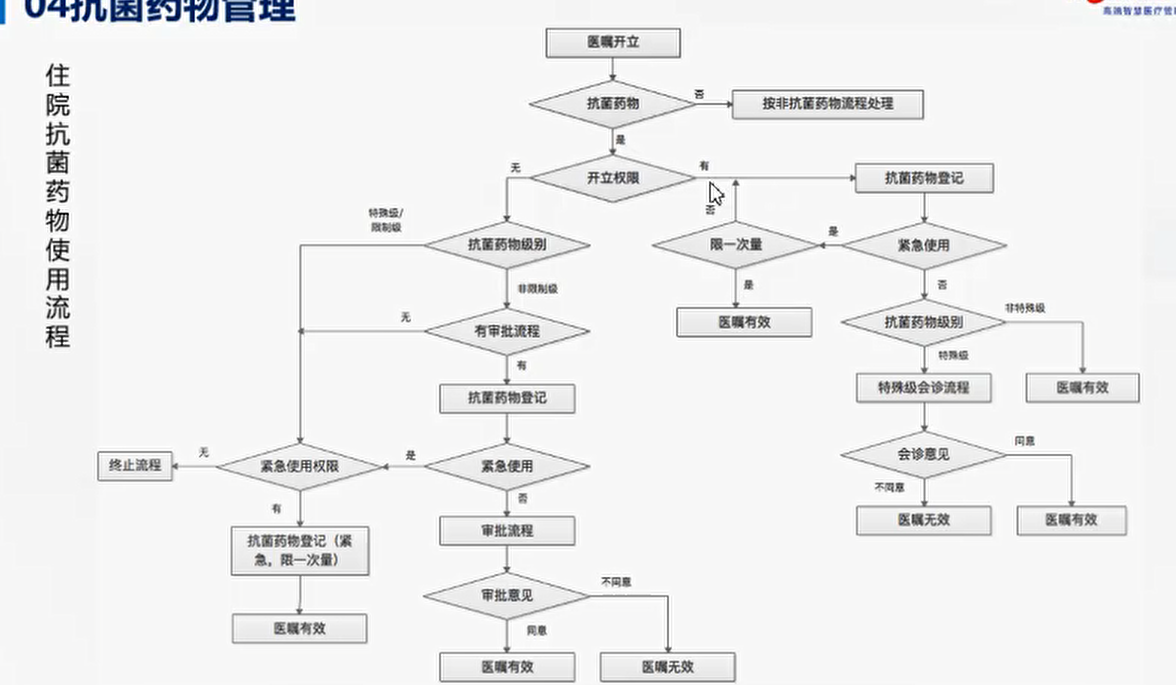 04抗菌药物管理
高端智慧医疗管
住院抗菌药物使用流程
医嘱开立
抗菌药物
否
按非抗菌药物流程处理
是
开立权限
无
有
抗菌药物登记
特殊级/
限制级
抗菌药物级别
否
限一次量
是
紧急使用
非限制级
是
否
医嘱有效
抗菌药物级别
非特殊级
无
有审批流程
特殊级
有
特殊级会诊流程
医嘱有效
抗菌药物登记
会诊意见
同意
不同意
终止流程
无
紧急使用权限
是
紧急使用
有
否
医嘱无效
医嘱有效
抗菌药物登记（紧
急，限一次量）
审批流程
审批意见
不同意
医嘱有效
同意
医嘱有效
医嘱无效